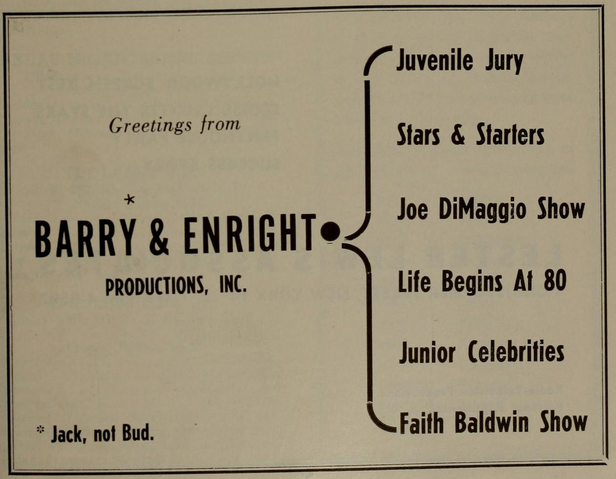 Greetings from
*
BARRY & ENRIGHT
PRODUCTIONS, INC.
* Jack, not Bud.
Juvenile Jury
Stars & Starters
Joe DiMaggio Show
Life Begins At 80
Junior Celebrities
Faith Baldwin Show